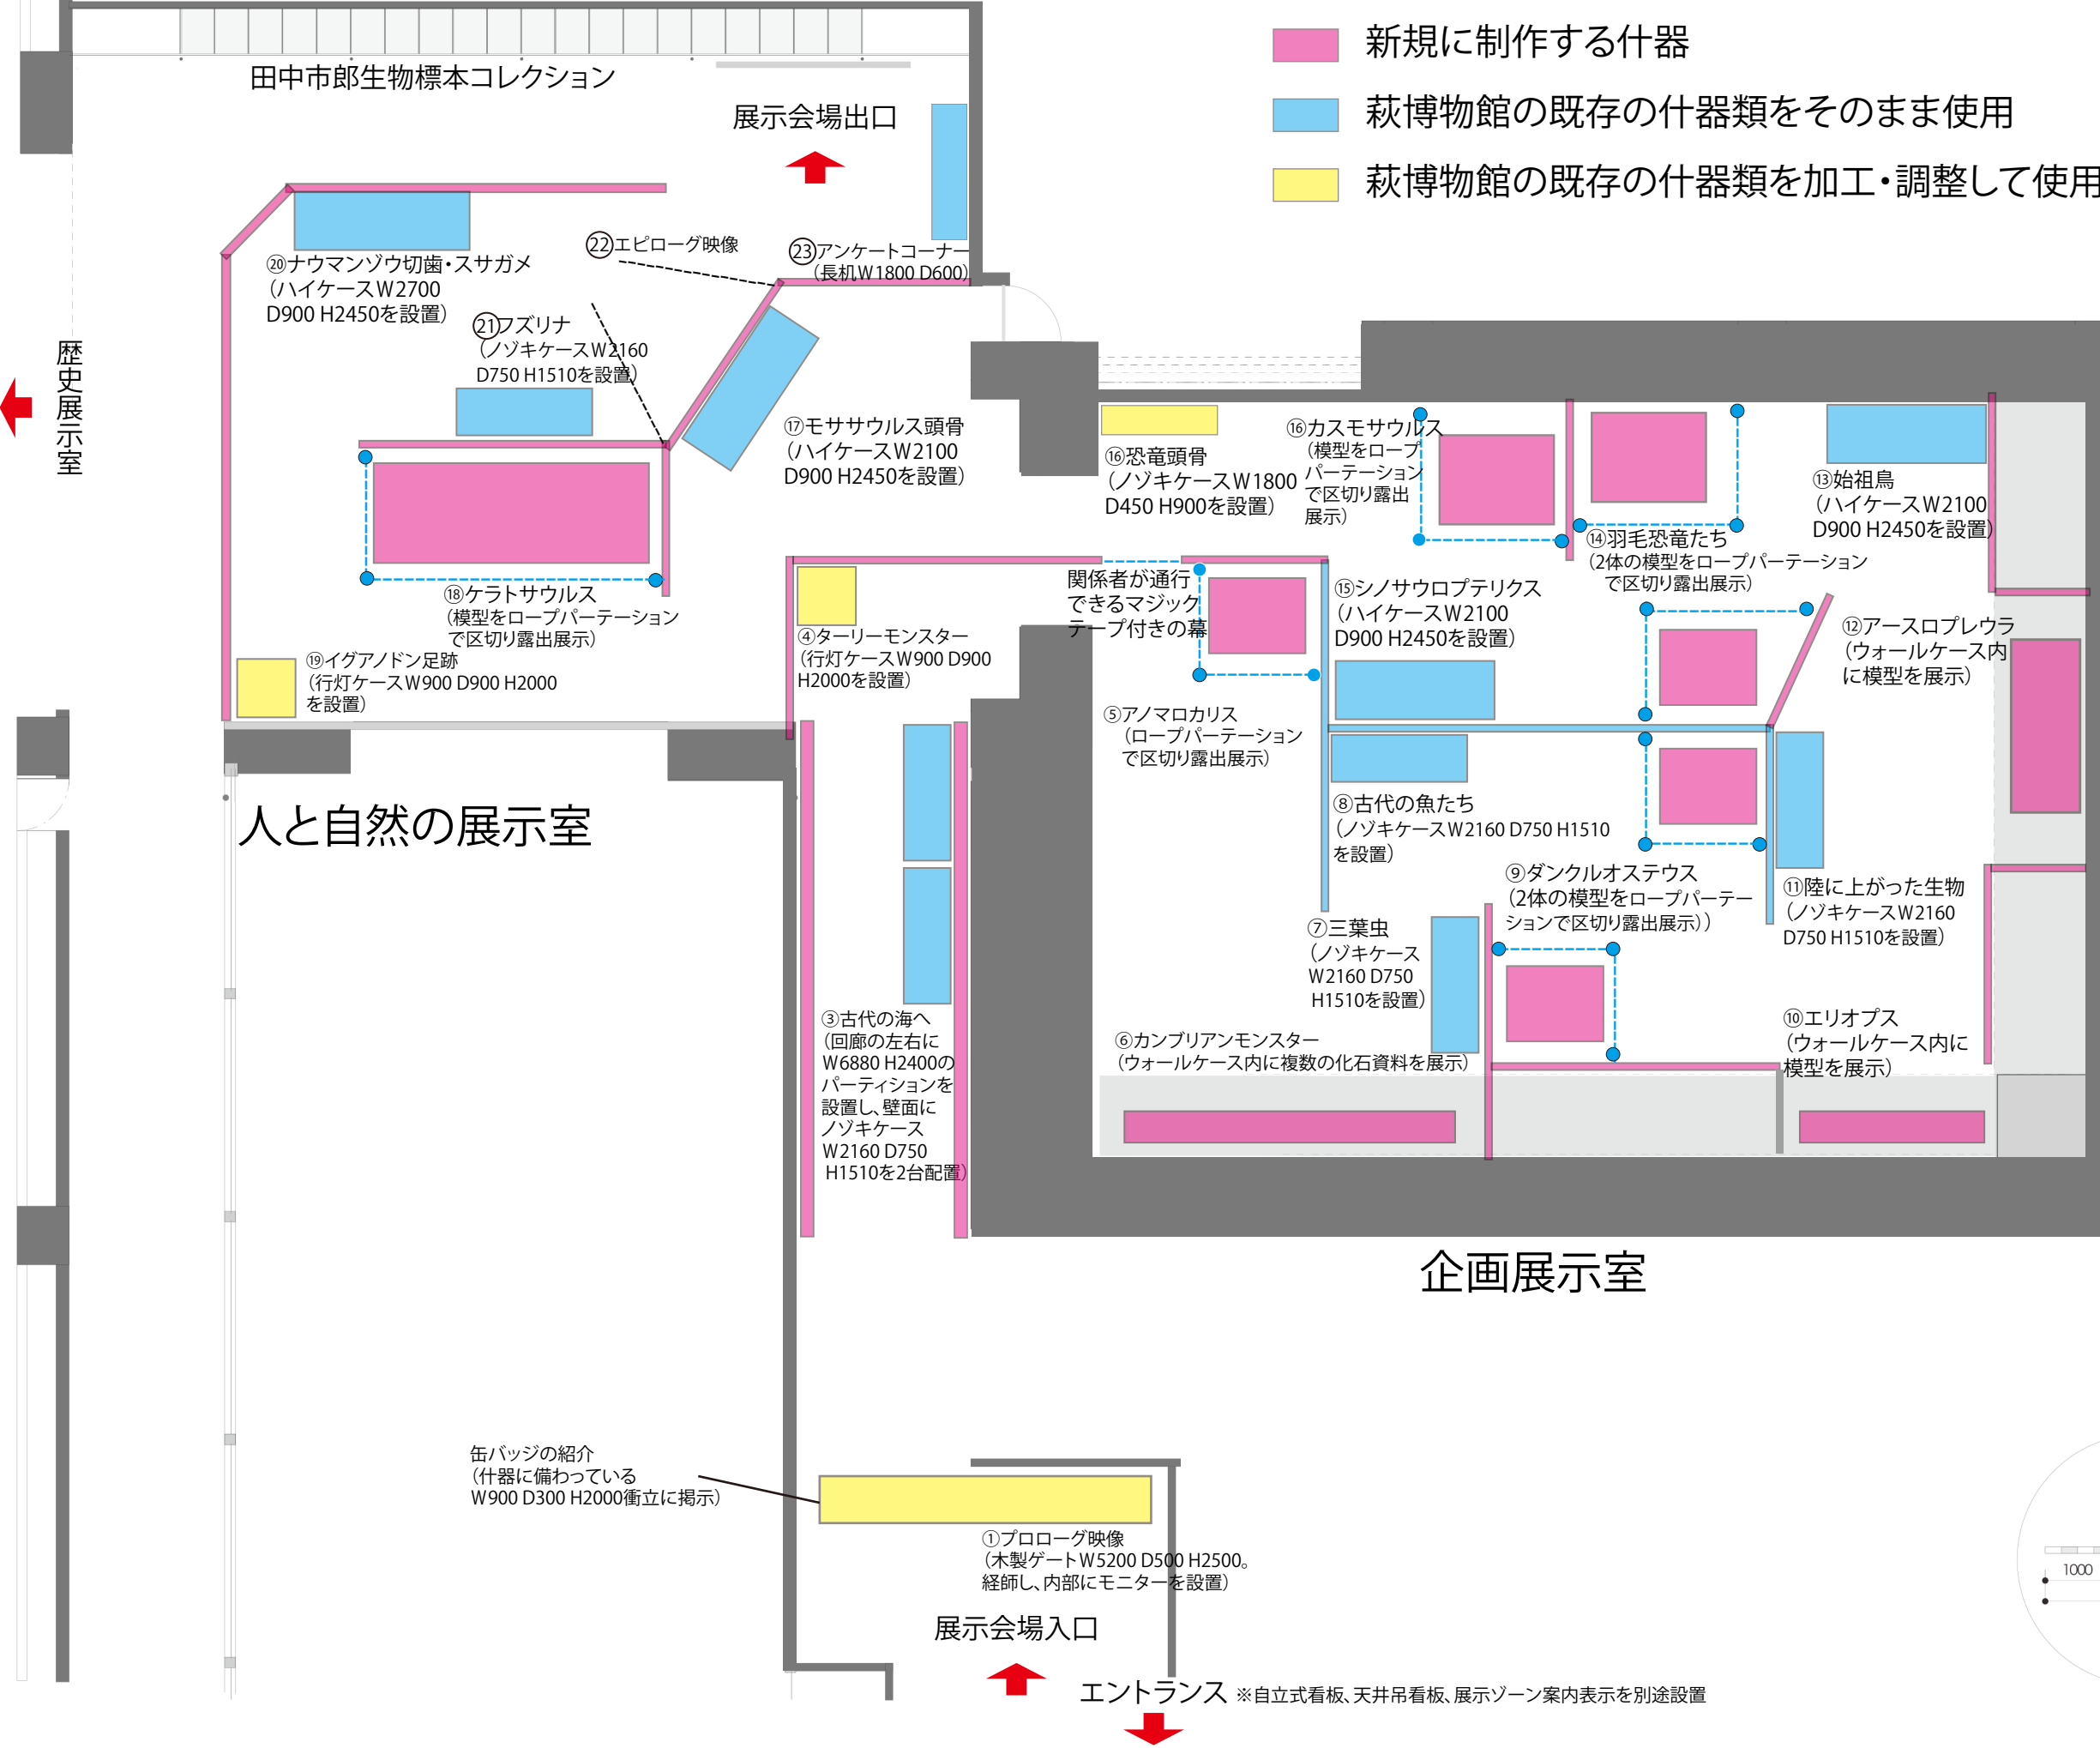 新規に制作する什器
萩博物館の既存の什器類をそのまま使用
萩博物館の既存の什器類を加工・調整して使用
田中市郎生物標本コレクション
展示会場出口
歴史展示室
⑳ナウマンゾウ切歯・スサガメ
（ハイケースW2700
D900 H2450を設置）
㉑フズリナ
（ノゾキケースW2160
D750 H1510を設置）
㉒エピローグ映像
㉓アンケートコーナー
（長机W1800 D600）
⑰モササウルス頭骨
（ハイケースW2100
D900 H2450を設置）
⑱ケラトサウルス
（模型をロープパーテーション
で区切り露出展示）
⑲イグアノドン足跡
（行灯ケースW900 D900 H2000
を設置）
人と自然の展示室
⑯恐竜頭骨
（ノゾキケースW1800
D450 H900を設置）
⑯カスモサウルス
（模型をロープ
パーテーション
で区切り露出
展示）
⑬始祖鳥
（ハイケースW2100
D900 H2450を設置）
⑭羽毛恐竜たち
（2体の模型をロープパーテーション
で区切り露出展示）
関係者が通行
できるマジック
テープ付きの幕
⑮シノサウロプテリクス
（ハイケースW2100
D900 H2450を設置）
⑫アースロプレウラ
（ウォールケース内
に模型を展示）
④ターリーモンスター
（行灯ケースW900 D900
H2000を設置）
⑤アノマロカリス
（ロープパーテーション
で区切り露出展示）
⑧古代の魚たち
（ノゾキケースW2160 D750 H1510
を設置）
⑨ダンクルオステウス
（2体の模型をロープパーテー
ションで区切り露出展示））
⑪陸に上がった生物
（ノゾキケースW2160
D750 H1510を設置）
⑦三葉虫
（ノゾキケース
W2160 D750
H1510を設置）
⑥カンブリアンモンスター
（ウォールケース内に複数の化石資料を展示）
⑩エリオプス
（ウォールケース内に
模型を展示）
③古代の海へ
（回廊の左右に
W6880 H2400の
パーティションを
設置し、壁面に
ノゾキケース
W2160 D750
H1510を2台配置）
企画展示室
缶バッジの紹介
（什器に備わっている
W900 D300 H2000衝立に掲示）
①プロローグ映像
（木製ゲートW5200 D500 H2500。
経師し、内部にモニターを設置）
展示会場入口
エントランス ※自立式看板、天井吊看板、展示ゾーン案内表示を別途設置
1000